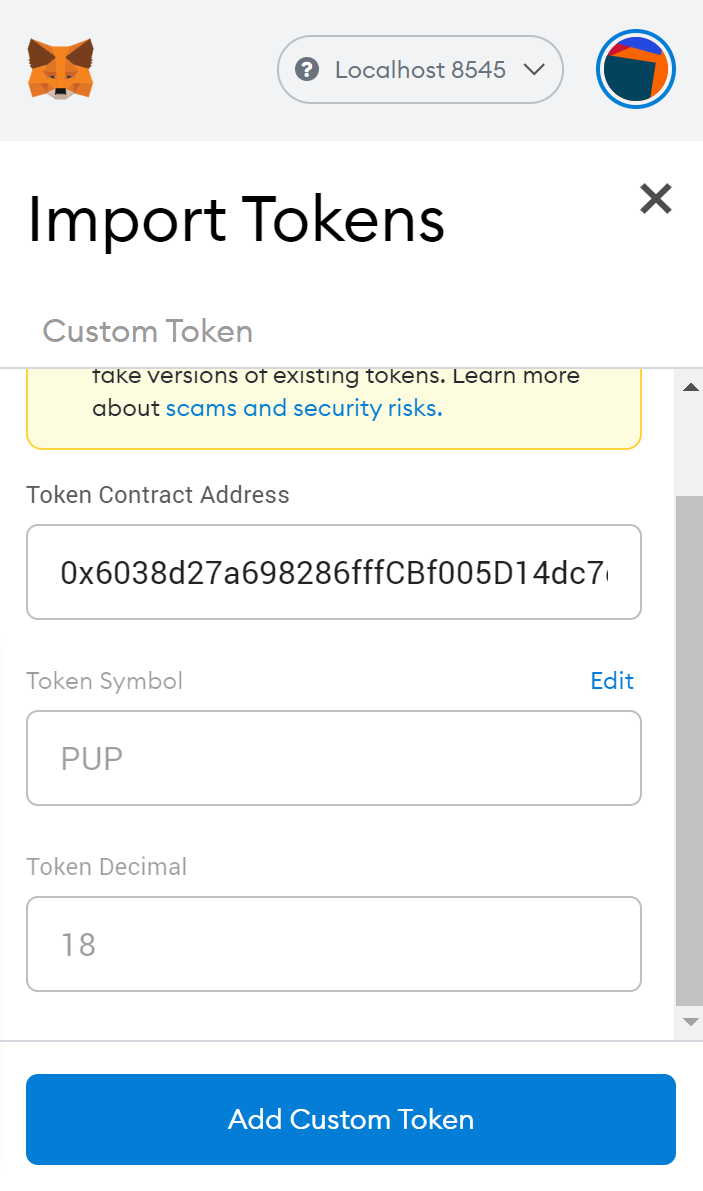 Localhost 8545
Import Tokens
Custom Token
fake versions of existing tokens. Learn more
about scams and security risks.
Token Contract Address
0x6038d27a698286fffCBf005D14dc7
Token Symbol
Edit
PUP
Token Decimal
18
Add Custom Token